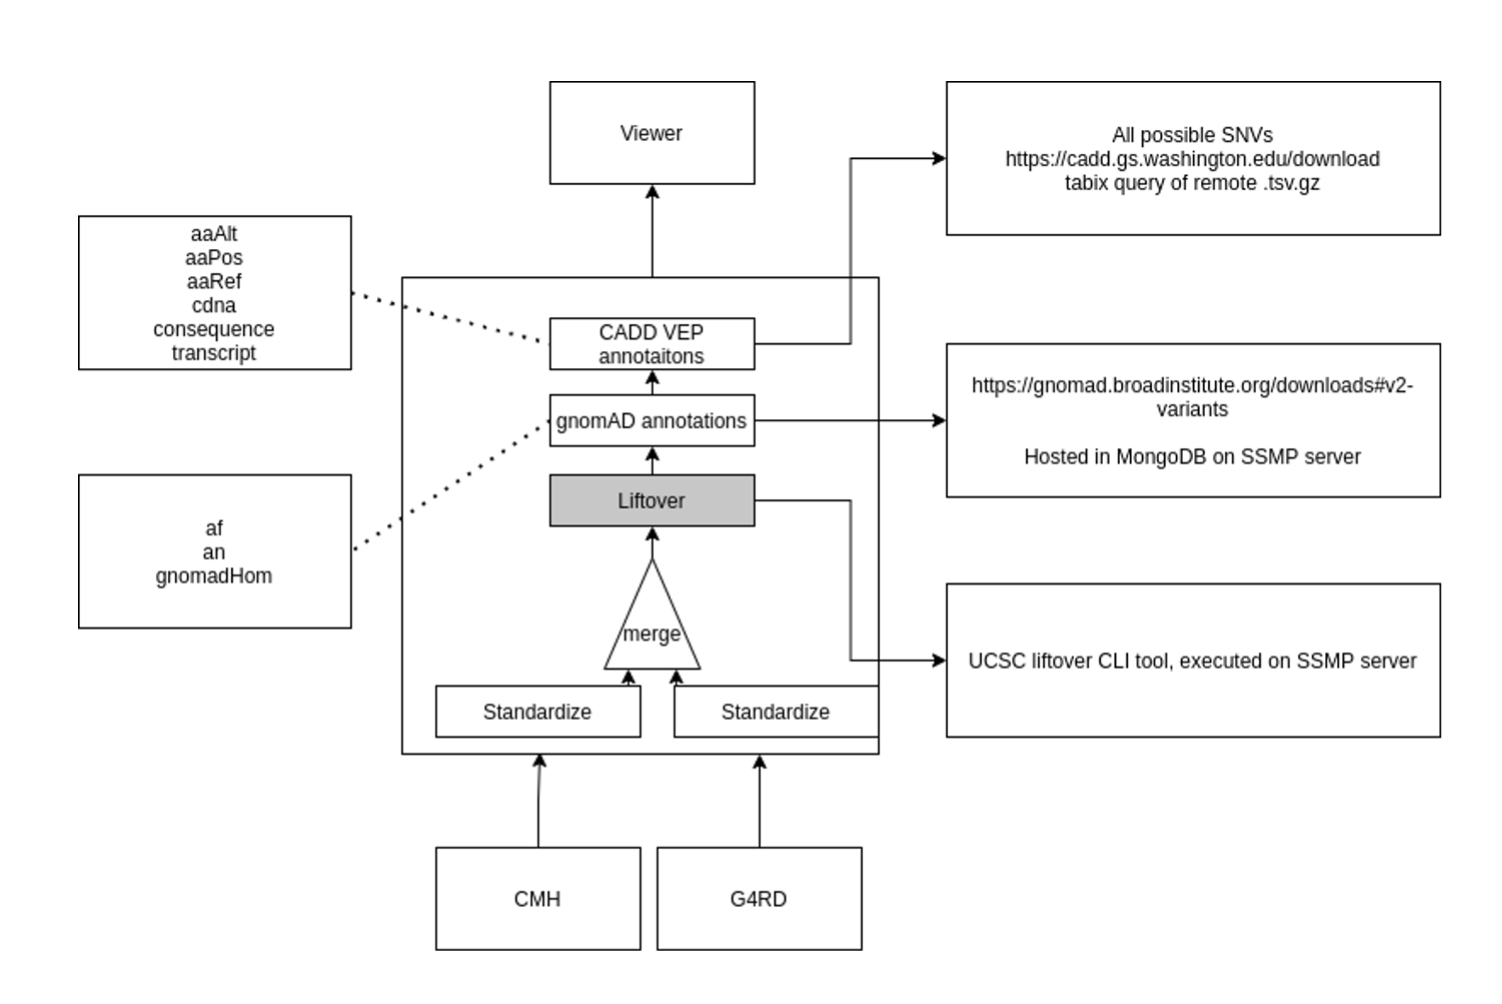 Viewer
All possible SNVs
https://cadd.gs.washington.edu/download
tabix query of remote .tsv.gz
aaAlt
aaPos
aaRef
cdna
consequence
transcript
CADD VEP
annotaitons
gnomAD annotations
https://gnomad.broadinstitute.org/downloads#v2-
variants
Hosted in MongoDB on SSMP server
Liftover
af
an
gnomadHom
merge
UCSC liftover CLI tool, executed on SSMP server
Standardize
Standardize
CMH
G4RD